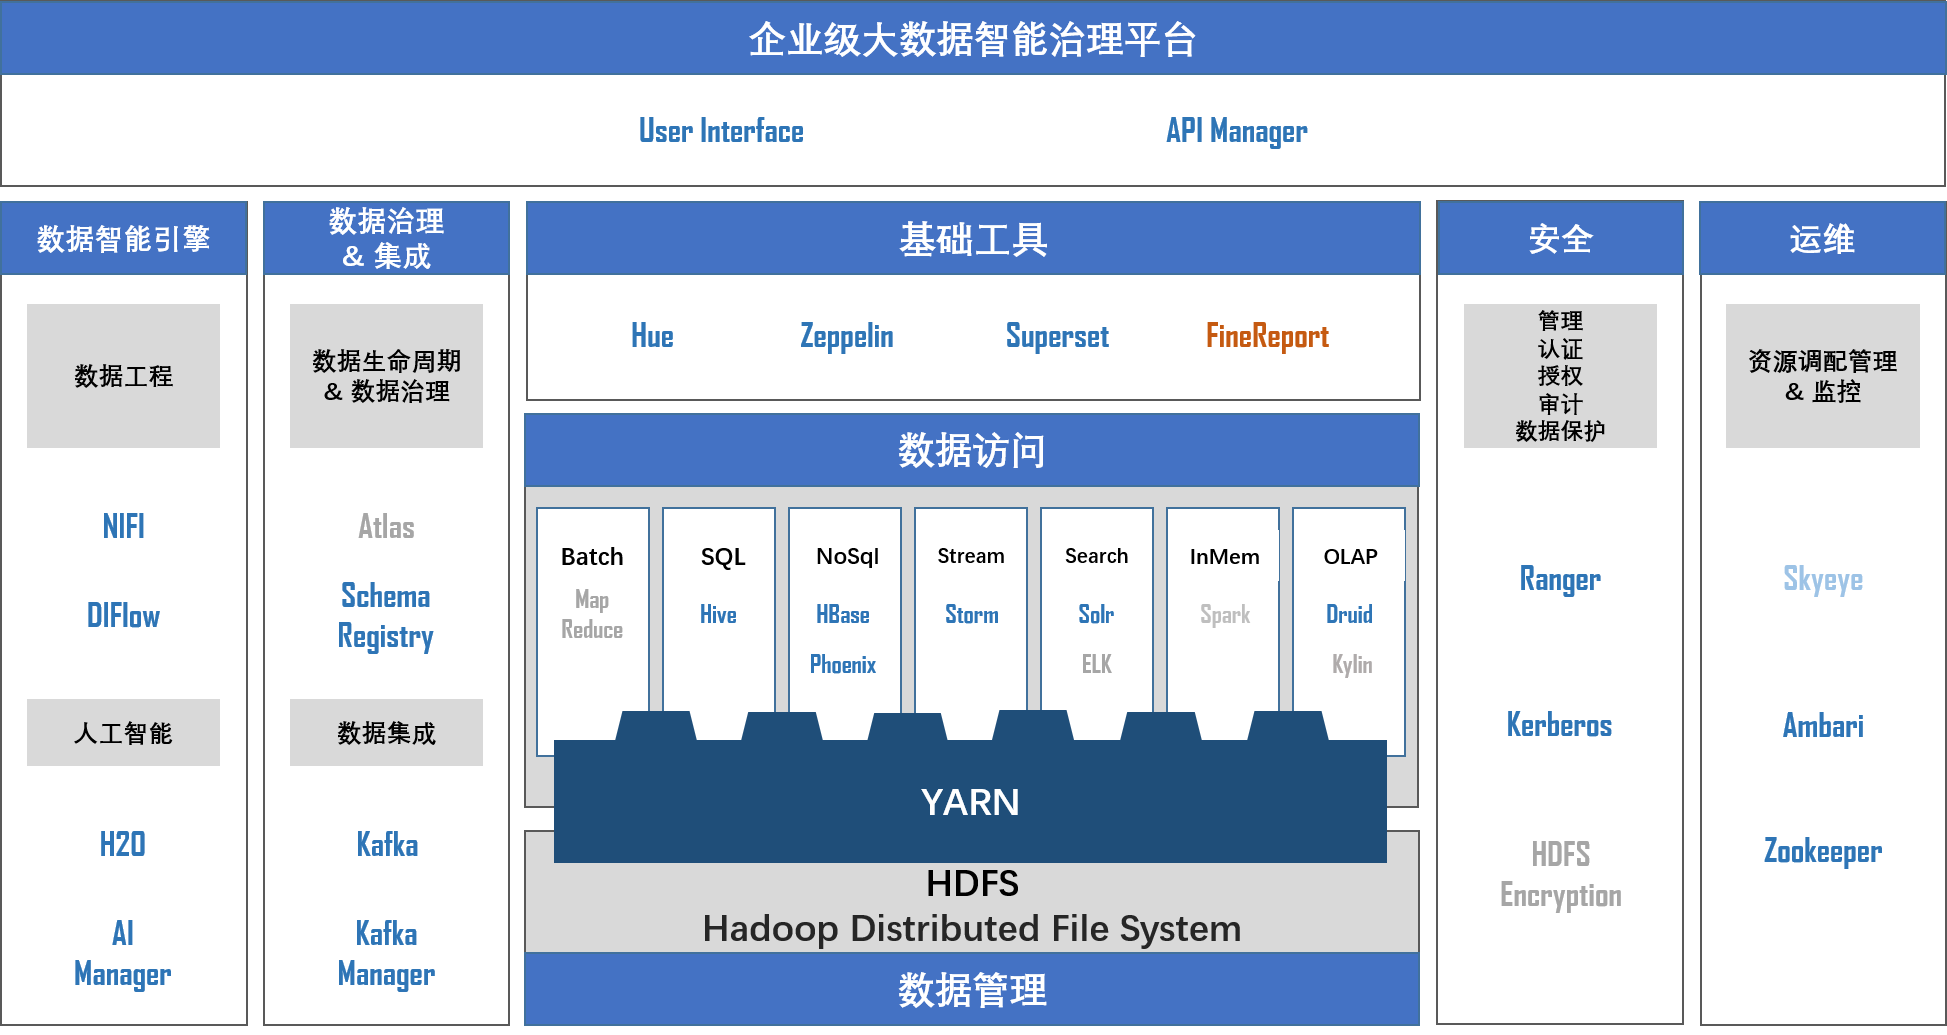 企业级大数据智能治理平台
User Interface
API Manager
数据智能引擎
数据工程
NIFI
DIFlow
人工智能
H2O
AI
Manager
数据治理
& 集成
数据生命周期
& 数据治理
Atlas
Schema
Registry
数据集成
Kafka
Kafka
Manager
基础工具
Hue
Zeppelin
Superset
FineReport
数据访问
Batch
Map
Reduce
SQL
Hive
NoSql
HBase
Phoenix
Stream
Storm
Search
Solr
ELK
InMem
Spark
OLAP
Druid
Kylin
YARN
HDFS
Hadoop Distributed File System
数据管理
安全
管理
认证
授权
审计
数据保护
Ranger
Kerberos
HDFS
Encryption
运维
资源调配管理
& 监控
Skyeye
Ambari
Zookeeper